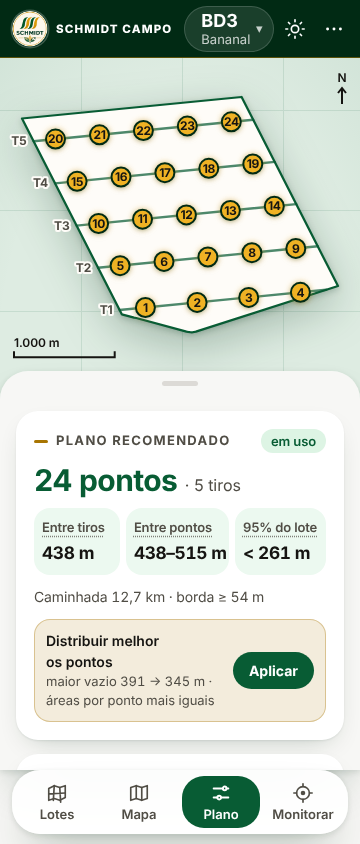 SCHMIDT
SCHMIDT CAMPO
BD3
Bananal
N
T5
20 21 22 23 24
T4
15 16 17 18 19
T3
10 11 12 13 14
T2
5 6 7 8 9
T1
1 2 3 4
1.000 m
PLANO RECOMENDADO
em uso
24 pontos · 5 tiros
Entre tiros
438 m
Entre pontos
438–515 m
95% do lote
< 261 m
Caminhada 12,7 km · borda ≥ 54 m
Distribuir melhor
os pontos
maior vazio 391 → 345 m ·
áreas por ponto mais iguais
Aplicar
Lotes
Mapa
Plano
Monitorar